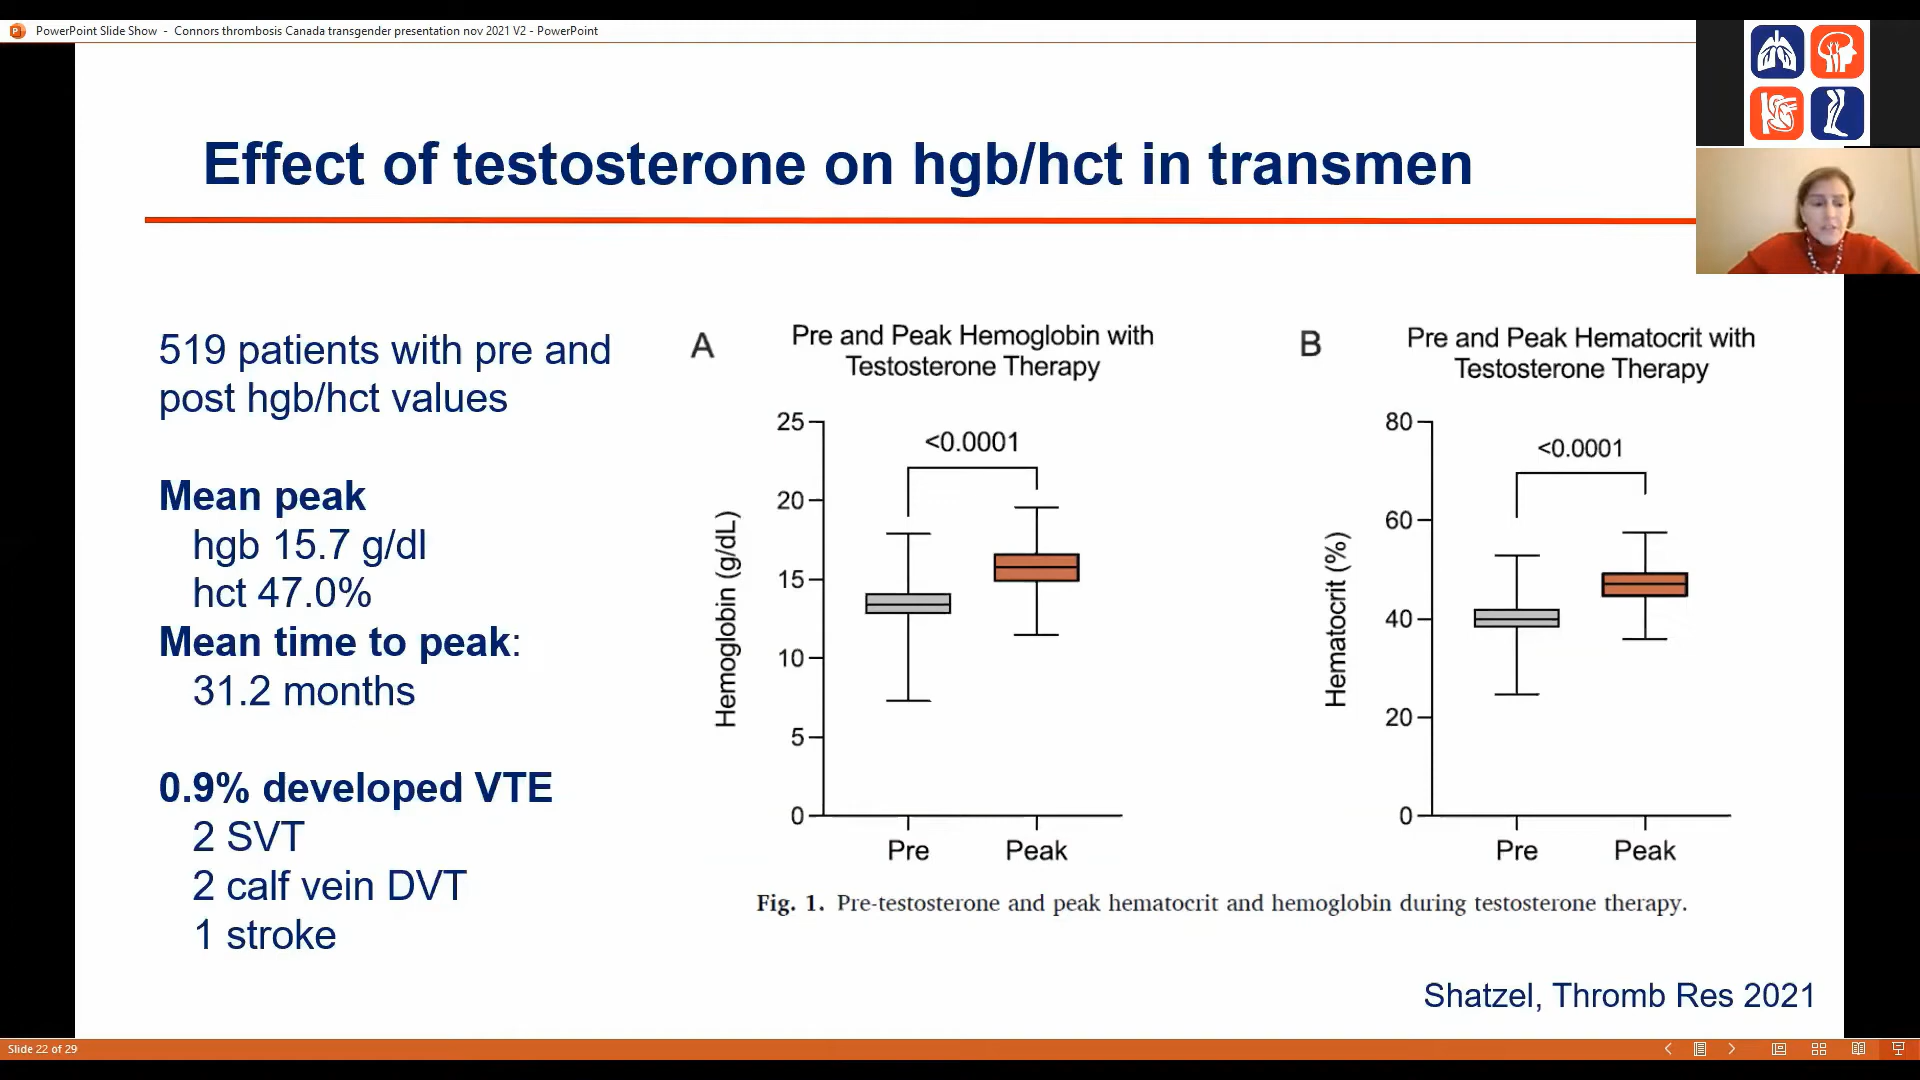 PowerPoint Slide Show - Connors thrombosis Canada transgender presentation nov 2021 V2 - PowerPoint
Effect of testosterone on hgb/hct in transmen
519 patients with pre and
post hgb/hct values
Mean peak
hgb 15.7 g/dl
hct 47.0%
Mean time to peak:
31.2 months
0.9% developed VTE
2 SVT
2 calf vein DVT
1 stroke
A
Pre and Peak Hemoglobin with
Testosterone Therapy
25
20
15
10
5
0
Hemoglobin (g/dL)
<0.0001
Pre
Peak
B
Pre and Peak Hematocrit with
Testosterone Therapy
80
60
40
20
0
Hematocrit (%)
<0.0001
Pre
Peak
Fig. 1. Pre-testosterone and peak hematocrit and hemoglobin during testosterone therapy.
Shatzel, Thromb Res 2021
Slide 22 of 29